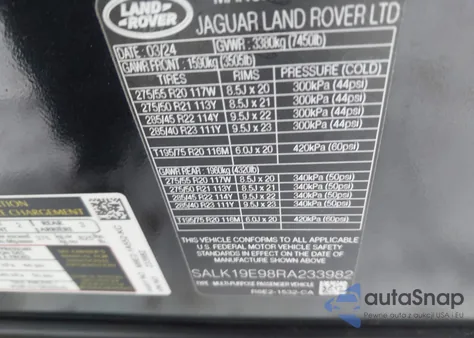 LAND ROVER
JAGUAR LAND ROVER LTD
DATE: 03/24 GVWR: 3380kg (7450lb)
GAWR FRONT: 1590kg (3505lb)
TIRES RIMS PRESSURE (COLD)
275/55 R20 117W 8.5J x 20 300kPa (44psi)
275/50 R21 113Y 8.5J x 21 300kPa (44psi)
285/45 R22 114Y 9.5J x 22 300kPa (44psi)
285/40 R23 111Y 9.5J x 23 300kPa (44psi)
T195/75 R20 116M 6.0J x 20 420kPa (60psi)
GAWR REAR: 1960kg (4320lb)
275/55 R20 117W 8.5J x 20 340kPa (50psi)
275/50 R21 113Y 8.5J x 21 340kPa (50psi)
285/45 R22 114Y 9.5J x 22 340kPa (50psi)
285/40 R23 111Y 9.5J x 23 340kPa (50psi)
T195/75 R20 116M 6.0J x 20 420kPa (60psi)
THIS VEHICLE CONFORMS TO ALL APPLICABLE
U.S. FEDERAL MOTOR VEHICLE SAFETY STANDARDS
IN EFFECT ON THE DATE OF
MANUFACTURE SHOWN ABOVE
SALK19E98RA233982
TYPE: MULTI-PURPOSE PASSENGER VEHICLE
autoSnap
Auto z aukcji i placów USA i EU